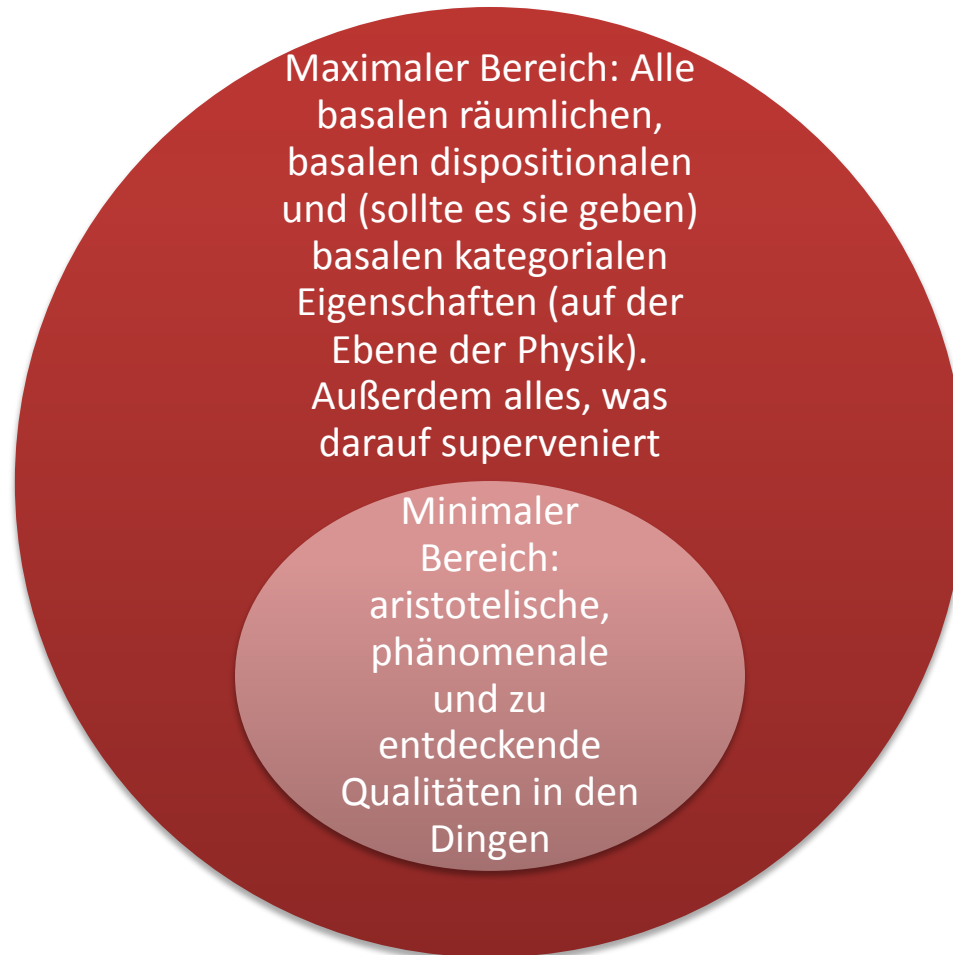 Maximaler Bereich: Alle
basalen räumlichen,
basalen dispositionalen
und (sollte es sie geben)
basalen kategorialen
Eigenschaften (auf der
Ebene der Physik).
Außerdem alles, was
darauf superveniert
Minimaler
Bereich:
aristotelische,
phänomenale
und zu
entdeckende
Qualitäten in den
Dingen